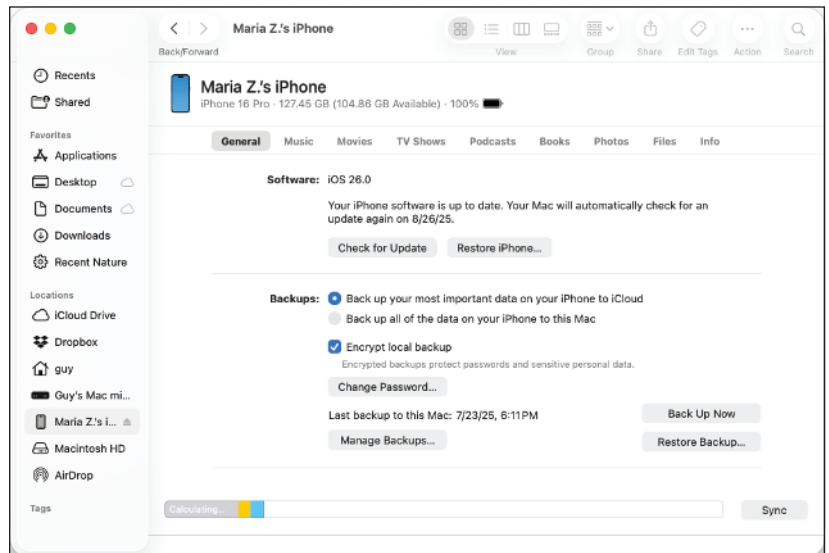 Maria Z.'s iPhone
Back/Forward
View
Group
Share
Edit Tags
Action
Search
Recents
Shared
Favorites
Applications
Desktop
Documents
Downloads
Recent Nature
Locations
iCloud Drive
Dropbox
guy
Guy's Mac mi...
Maria Z.'s i...
Macintosh HD
AirDrop
Tags
Maria Z.'s iPhone
iPhone 16 Pro · 127.45 GB (104.86 GB Available) · 100%
General Music Movies TV Shows Podcasts Books Photos Files Info
Software: iOS 26.0
Your iPhone software is up to date. Your Mac will automatically check for an
update again on 8/26/25.
Check for Update Restore iPhone...
Backups: Back up your most important data on your iPhone to iCloud
Back up all of the data on your iPhone to this Mac
Encrypt local backup
Encrypted backups protect passwords and sensitive personal data.
Change Password...
Last backup to this Mac: 7/23/25, 6:11 PM Back Up Now
Manage Backups... Restore Backup...
Calculating... Sync